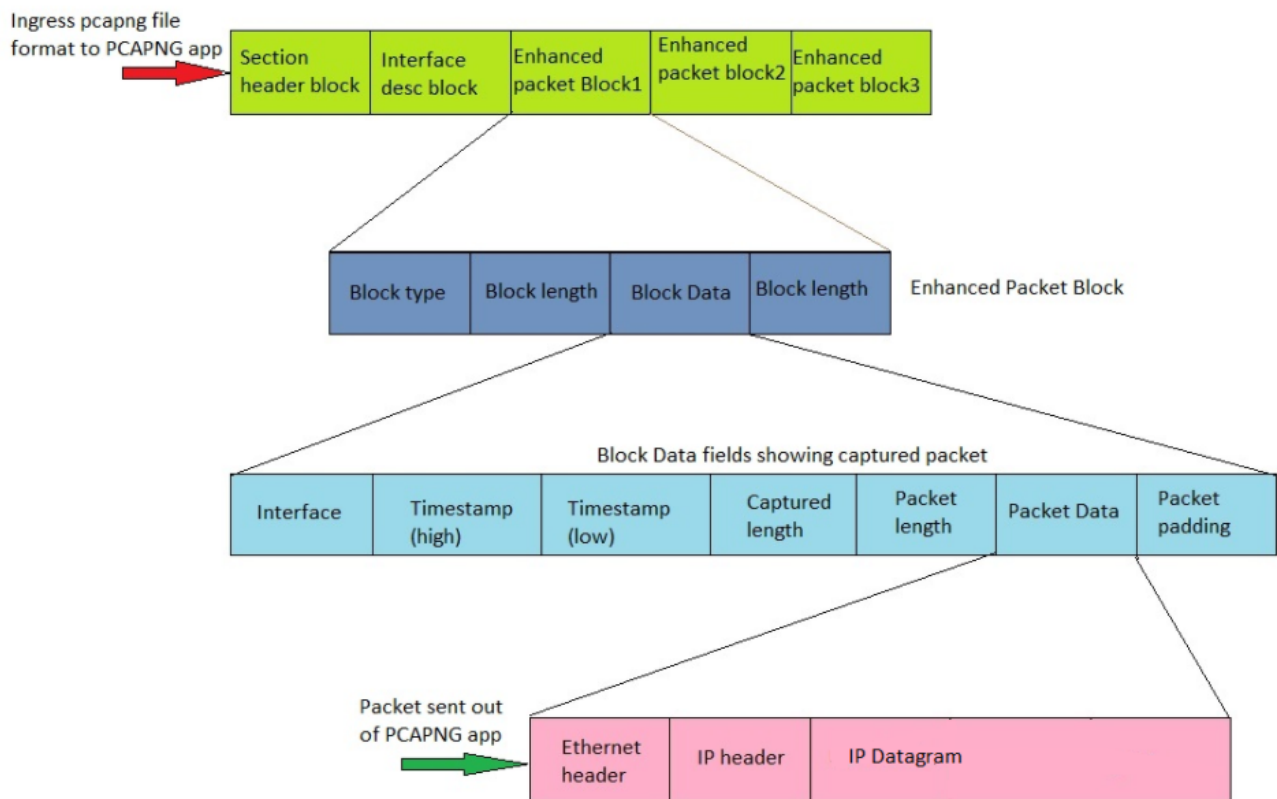 Ingress pcapng file
format to PCAPNG app
Section
header block
Interface
desc block
Enhanced
packet Block1
Enhanced
packet block2
Enhanced
packet block3
Block type
Block length
Block Data
Block length
Enhanced Packet Block
Block Data fields showing captured packet
Interface
Timestamp
(high)
Timestamp
(low)
Captured
length
Packet
length
Packet Data
Packet
padding
Packet sent out
of PCAPNG app
Ethernet
header
IP header
IP Datagram